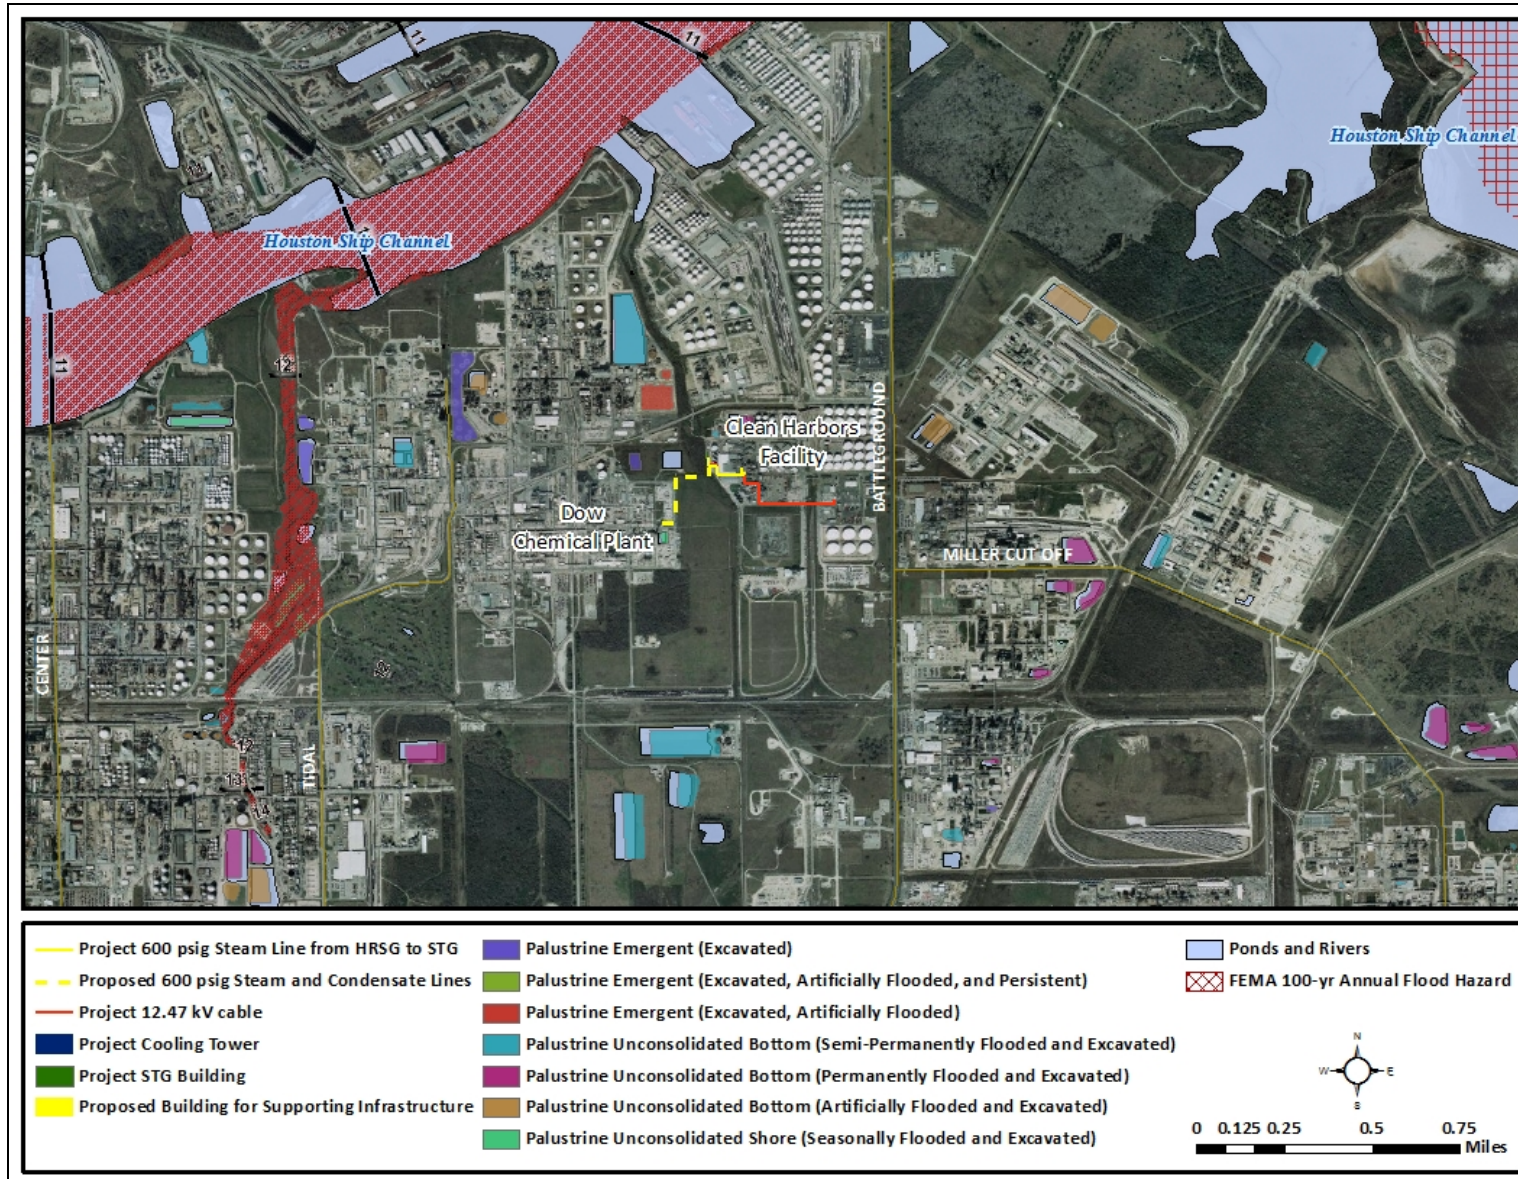 11
11
Houston Ship Channel
Houston Ship Channel
11
12
BATTLEGROUND
Clean Harbors
Facility
Dow
Chemical Plant
MILLER CUT OFF
CENTER
TIDAL
12
13
14
Project 600 psig Steam Line from HRSG to STG
Proposed 600 psig Steam and Condensate Lines
Project 12.47 kV cable
Project Cooling Tower
Project STG Building
Proposed Building for Supporting Infrastructure
Palustrine Emergent (Excavated)
Palustrine Emergent (Excavated, Artificially Flooded, and Persistent)
Palustrine Emergent (Excavated, Artificially Flooded)
Palustrine Unconsolidated Bottom (Semi-Permanently Flooded and Excavated)
Palustrine Unconsolidated Bottom (Permanently Flooded and Excavated)
Palustrine Unconsolidated Bottom (Artificially Flooded and Excavated)
Palustrine Unconsolidated Shore (Seasonally Flooded and Excavated)
Ponds and Rivers
FEMA 100-yr Annual Flood Hazard
N
W E
S
0 0.125 0.25 0.5 0.75
Miles